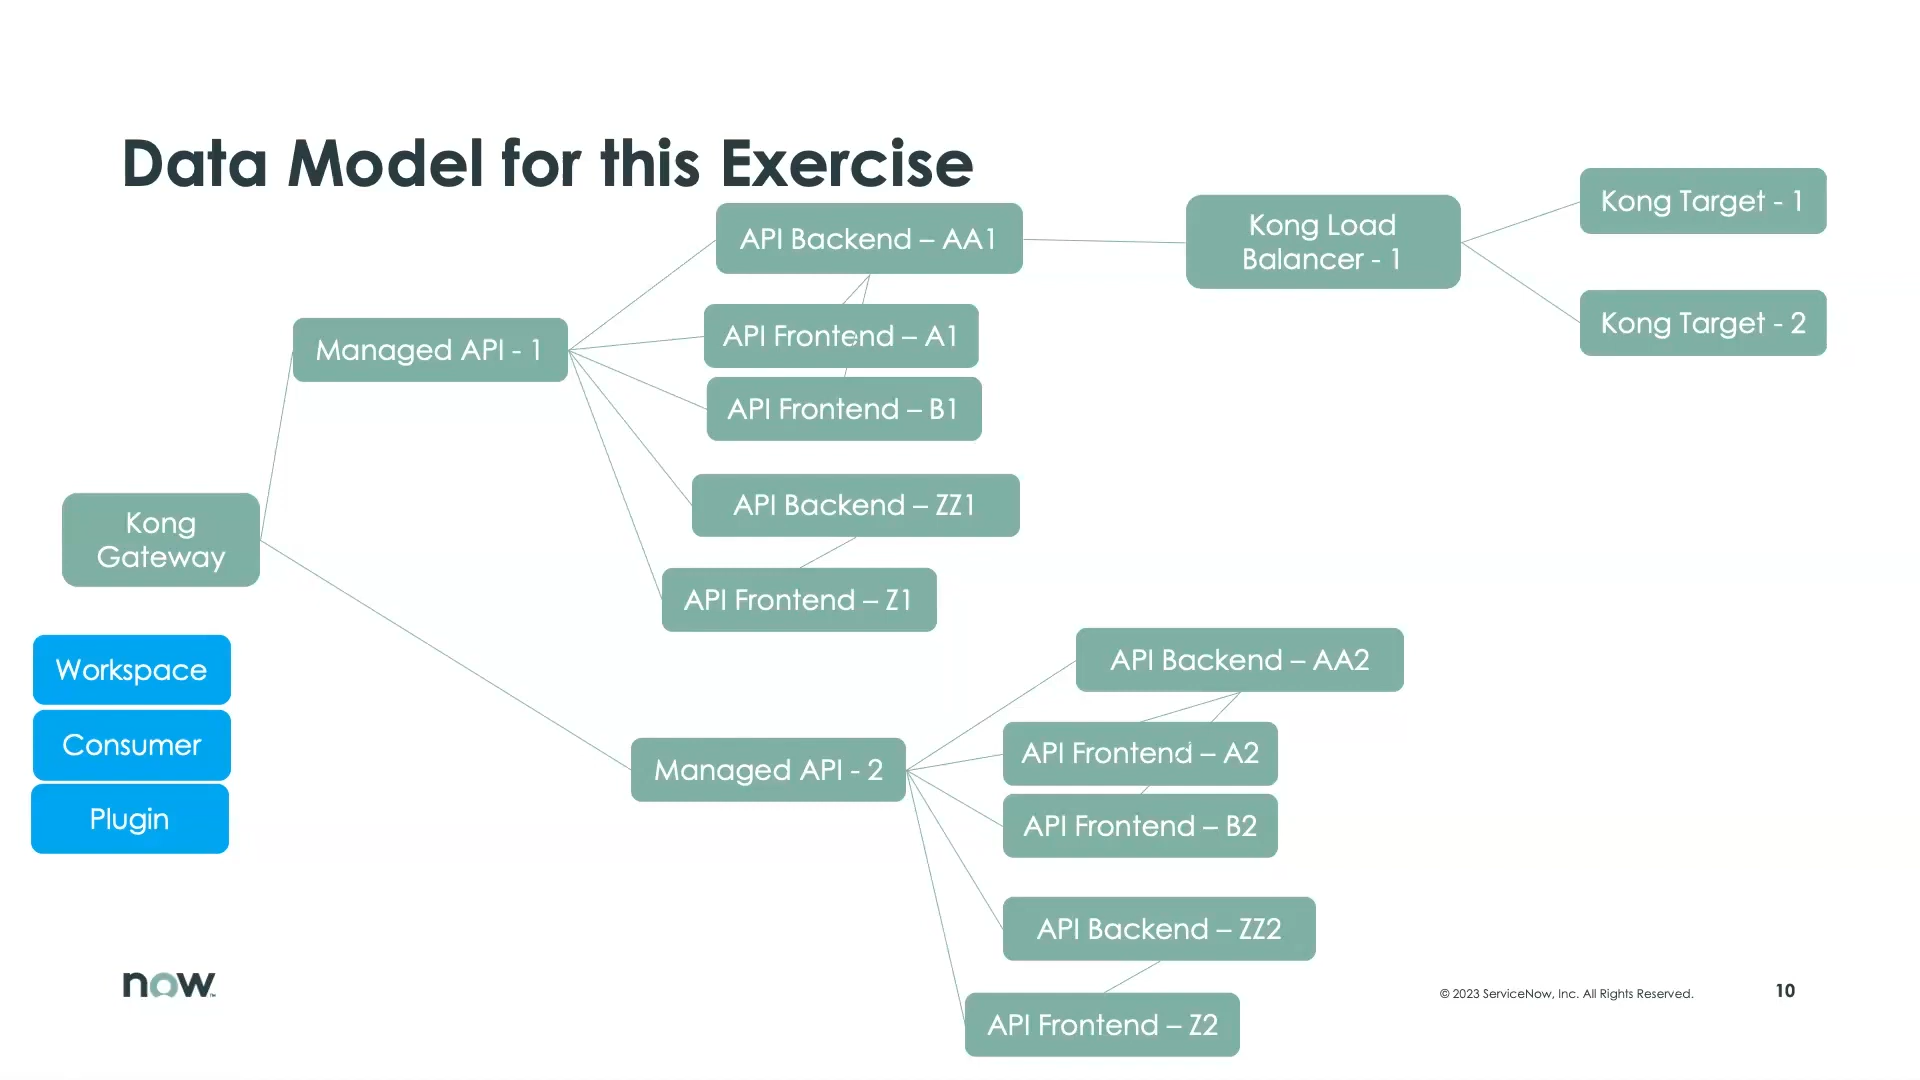 Data Model for this Exercise
API Backend – AA1
Kong Load
Balancer - 1
Kong Target - 1
Kong Target - 2
API Frontend – A1
Managed API - 1
API Frontend – B1
API Backend – ZZ1
Kong
Gateway
API Frontend – Z1
Workspace
Consumer
Plugin
API Backend – AA2
API Frontend – A2
Managed API - 2
API Frontend – B2
API Backend – ZZ2
API Frontend – Z2
now™
© 2023 ServiceNow, Inc. All Rights Reserved.
10